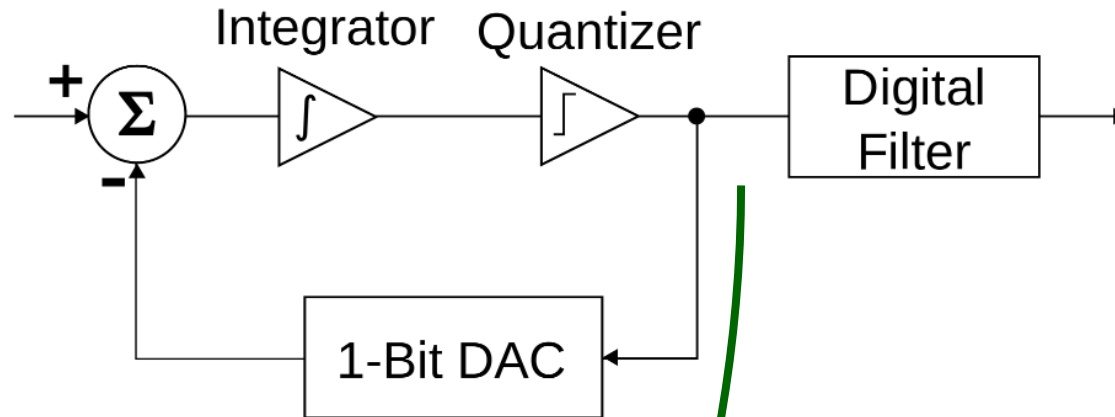 Integrator
Quantizer
+
Σ
∫
Digital
Filter
-
1-Bit DAC